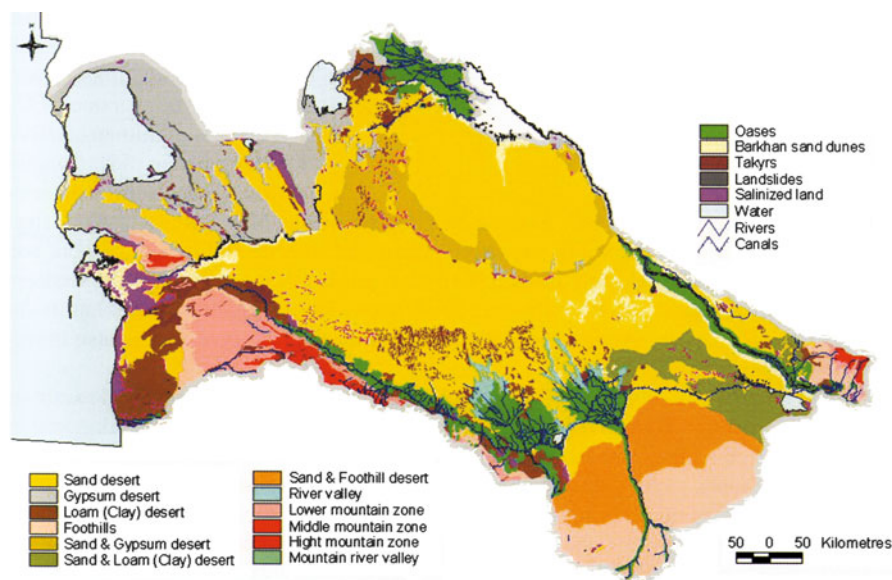 N
Oases
Barkhan sand dunes
Takyrs
Landslides
Salinized land
Water
Rivers
Canals
Sand desert
Gypsum desert
Loam (Clay) desert
Foothills
Sand & Gypsum desert
Sand & Loam (Clay) desert
Sand & Foothill desert
River valley
Lower mountain zone
Middle mountain zone
Hight mountain zone
Mountain river valley
50 0 50 Kilometres